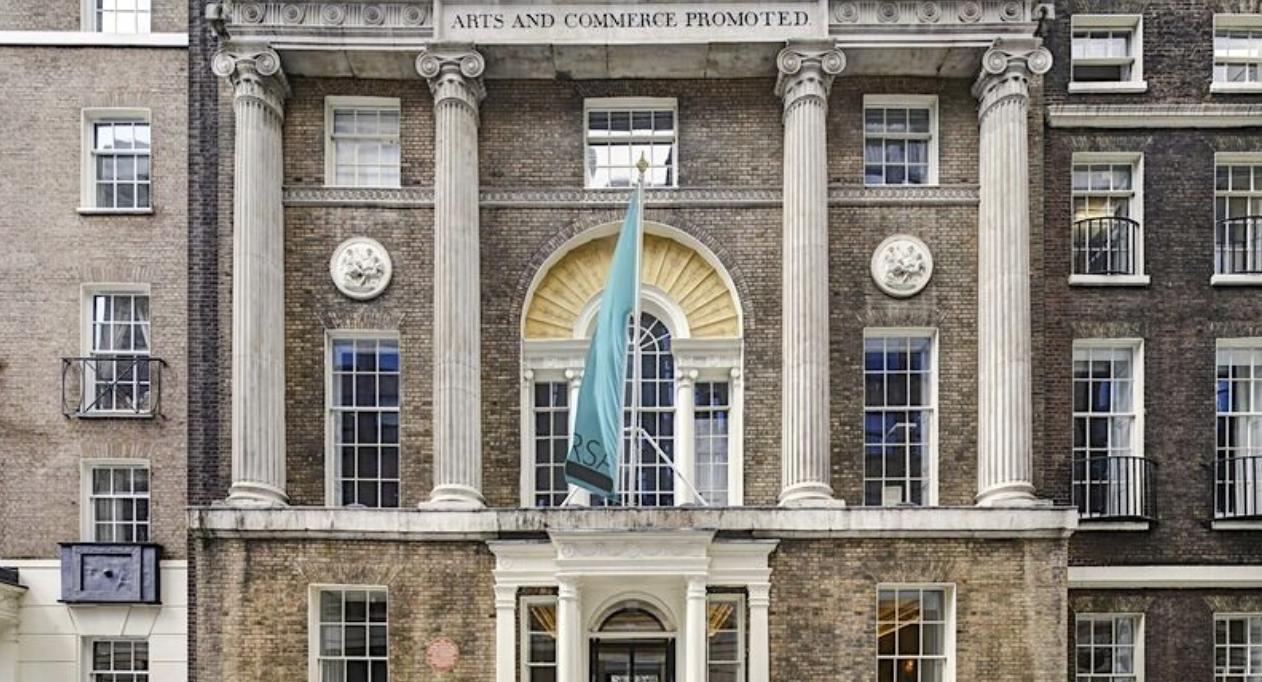 ARTS AND COMMERCE PROMOTED.
RSA